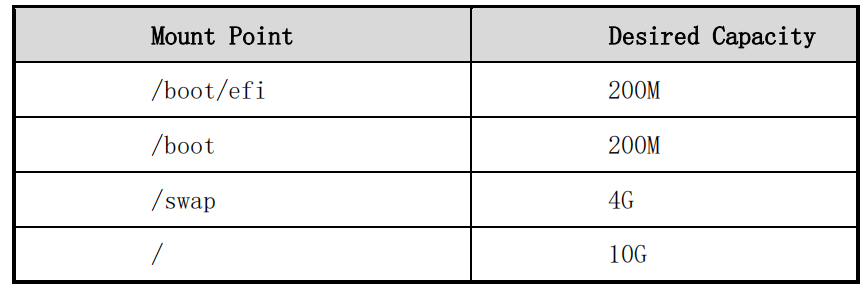 Mount Point Desired Capacity
/boot/efi 200M
/boot 200M
/swap 4G
/ 10G